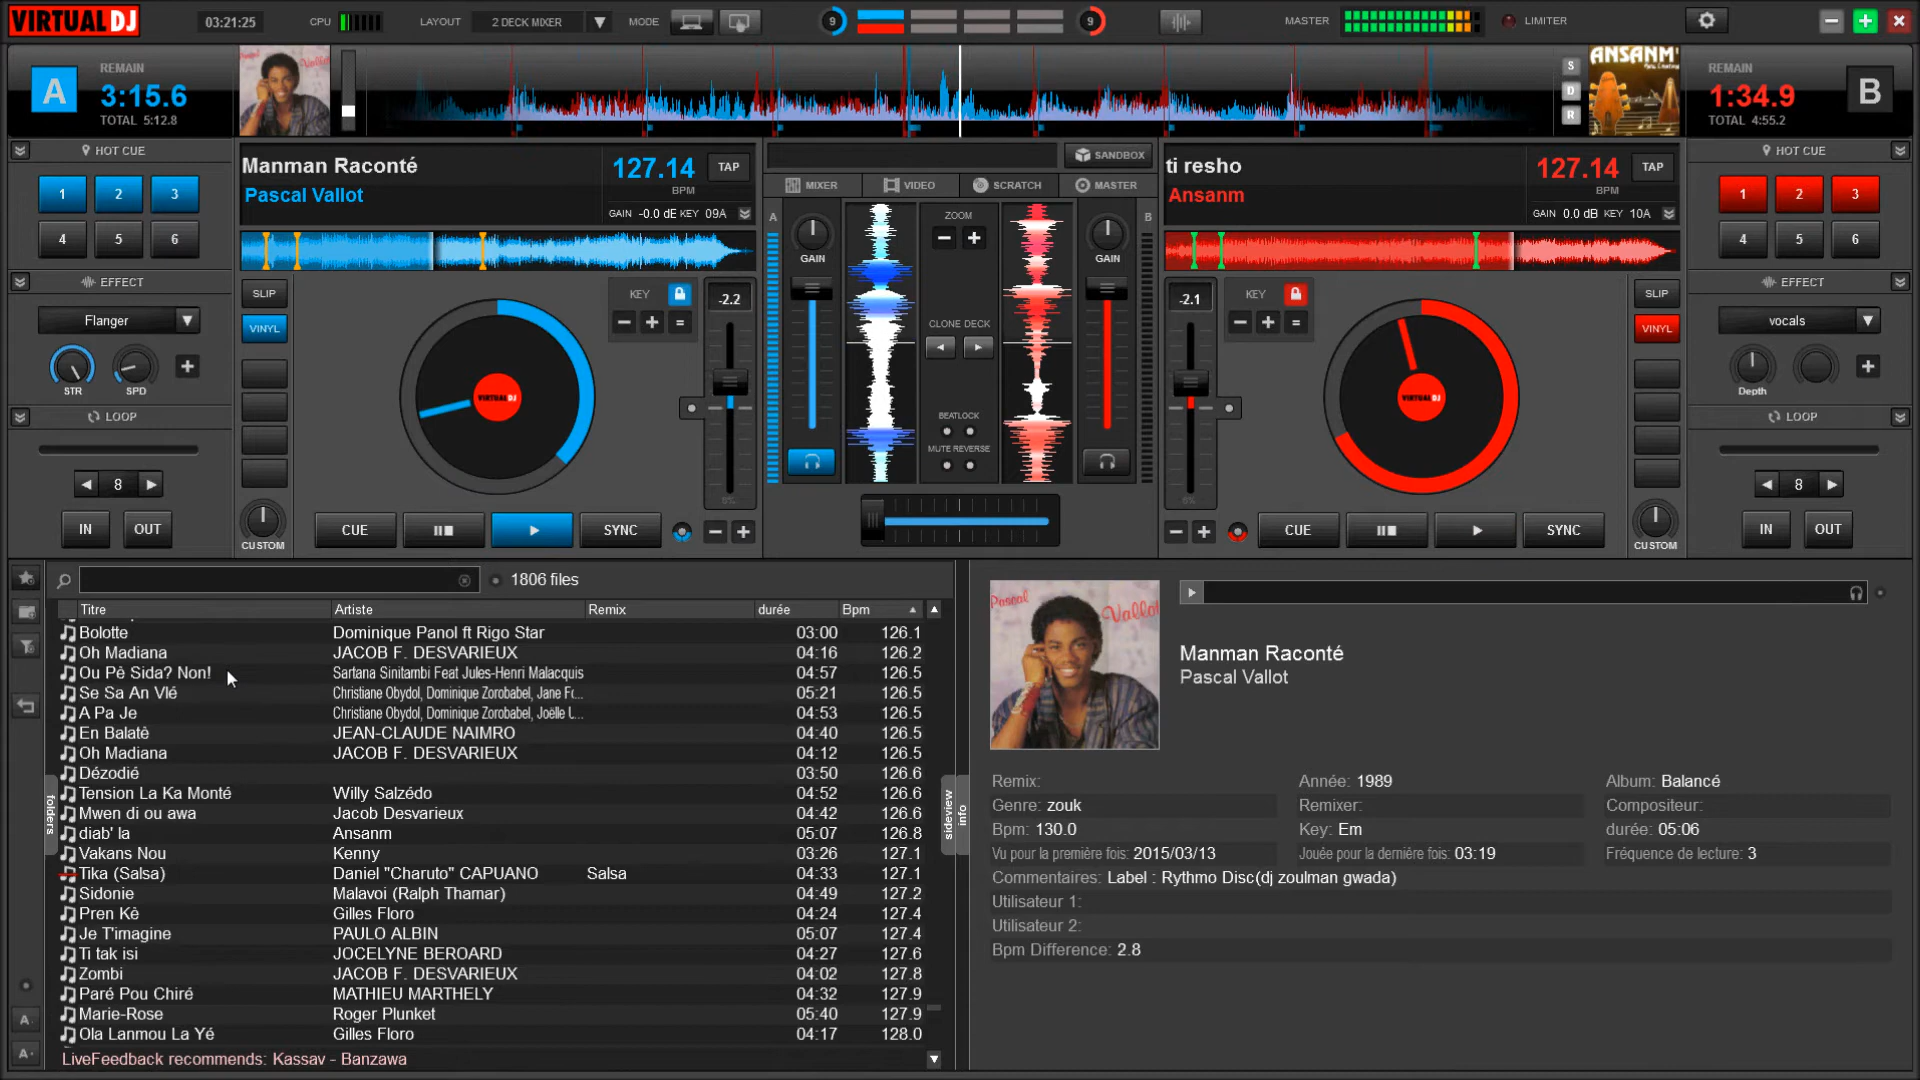 VIRTUAL DJ
03:21:25
CPU
LAYOUT
2 DECK MIXER
MODE
9
9
MASTER
LIMITER
A
REMAIN
3:15.6
TOTAL 5:12.8
Pascal Vallot
S
D
R
ANSANM'
REMAIN
1:34.9
TOTAL 4:55.2
B
HOT CUE
1 2 3
4 5 6
Manman Raconté
Pascal Vallot
127.14
BPM
TAP
GAIN -0.0 dE KEY 09A
SANDBOX
MIXER
VIDEO
SCRATCH
MASTER
ti resho
Ansanm
127.14
BPM
TAP
GAIN 0.0 dB KEY 10A
HOT CUE
1 2 3
4 5 6
EFFECT
Flanger
STR
SPD
LOOP
8
IN
OUT
SLIP
VINYL
CUSTOM
VIRTUAL DJ
KEY
-2.2
CUE
SYNC
A
GAIN
ZOOM
CLONE DECK
BEATLOCK
MUTE REVERSE
GAIN
B
-2.1
KEY
VIRTUAL DJ
CUE
SYNC
SLIP
VINYL
CUSTOM
EFFECT
vocals
Depth
LOOP
8
IN
OUT
1806 files
Titre Artiste Remix durée Bpm
Bolotte Dominique Panol ft Rigo Star 03:00 126.1
Oh Madiana JACOB F. DESVARIEUX 04:16 126.2
Ou Pè Sida? Non! Sartana Sinitambi Feat Jules-Henri Malacquis 04:57 126.5
Se Sa An Vlé Christiane Obydol, Dominique Zorobabel, Jane Fo... 05:21 126.5
A Pa Je Christiane Obydol, Dominique Zorobabel, Joëlle U... 04:53 126.5
En Balatè JEAN-CLAUDE NAIMRO 04:40 126.5
Oh Madiana JACOB F. DESVARIEUX 04:12 126.5
Dézodié 03:50 126.6
Tension La Ka Monté Willy Salzédo 04:52 126.6
Mwen di ou awa Jacob Desvarieux 04:42 126.6
diab' la Ansanm 05:07 126.8
Vakans Nou Kenny 03:26 127.1
Tika (Salsa) Daniel "Charuto" CAPUANO Salsa 04:33 127.1
Sidonie Malavoi (Ralph Thamar) 04:49 127.2
Pren Kê Gilles Floro 04:24 127.4
Je T'imagine PAULO ALBIN 05:07 127.4
Ti tak isi JOCELYNE BEROARD 04:27 127.6
Zombi JACOB F. DESVARIEUX 04:02 127.8
Paré Pou Chiré MATHIEU MARTHELY 04:32 127.9
Marie-Rose Roger Plunket 05:40 127.9
Ola Lanmou La Yé Gilles Floro 04:17 128.0
LiveFeedback recommends: Kassav - Banzawa
folders
sideview
info
Pascal Vallot
Manman Raconté
Pascal Vallot
Remix: Année: 1989 Album: Balancé
Genre: zouk Remixer: Compositeur:
Bpm: 130.0 Key: Em durée: 05:06
Vu pour la première fois: 2015/03/13 Jouée pour la dernière fois: 03:19 Fréquence de lecture: 3
Commentaires: Label : Rythmo Disc(dj zoulman gwada)
Utilisateur 1:
Utilisateur 2:
Bpm Difference: 2.8